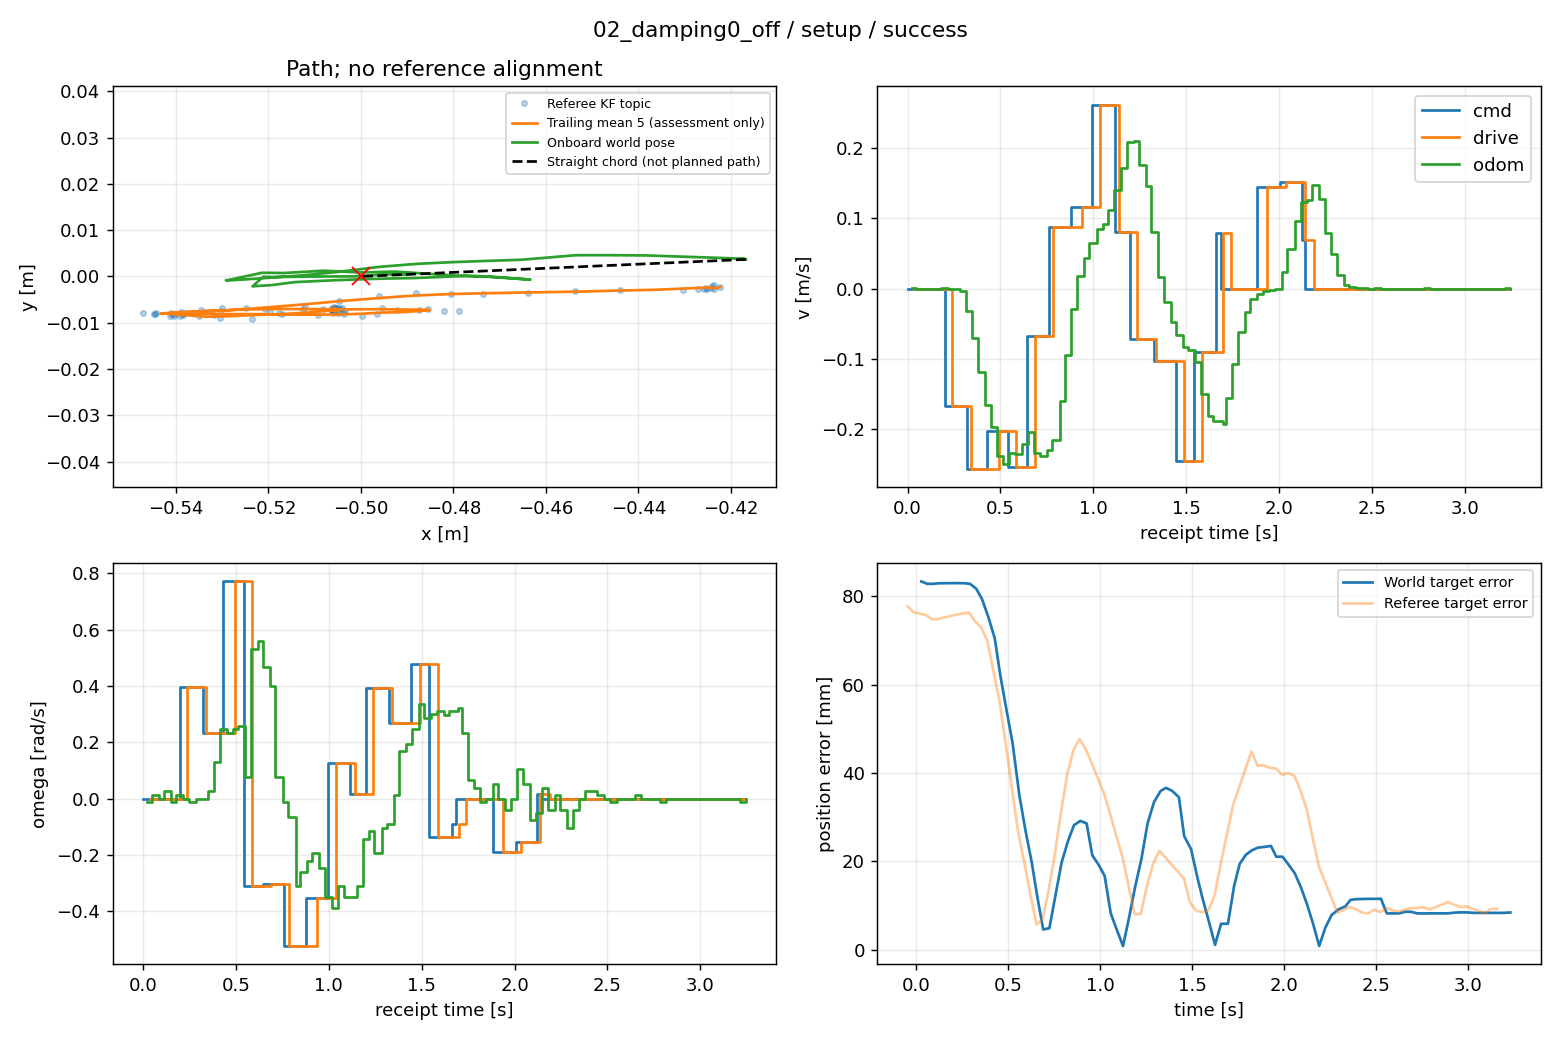 02_damping0_off / setup / success
Path; no reference alignment
Referee KF topic
Trailing mean 5 (assessment only)
Onboard world pose
Straight chord (not planned path)
0.04
0.03
0.02
0.01
0.00
−0.01
−0.02
−0.03
−0.04
y [m]
−0.54
−0.52
−0.50
−0.48
−0.46
−0.44
−0.42
x [m]
cmd
drive
odom
0.2
0.1
0.0
−0.1
−0.2
v [m/s]
0.0
0.5
1.0
1.5
2.0
2.5
3.0
receipt time [s]
0.8
0.6
0.4
0.2
0.0
−0.2
−0.4
omega [rad/s]
0.0
0.5
1.0
1.5
2.0
2.5
3.0
receipt time [s]
World target error
Referee target error
80
60
40
20
0
position error [mm]
0.0
0.5
1.0
1.5
2.0
2.5
3.0
time [s]